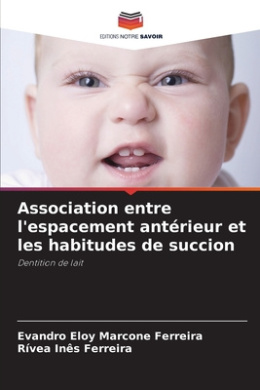 EDITIONS NOTRE SAVOIR
Association entre
l'espacement antérieur et
les habitudes de succion
Dentition de lait
Evandro Eloy Marcone Ferreira
Rívea Inês Ferreira